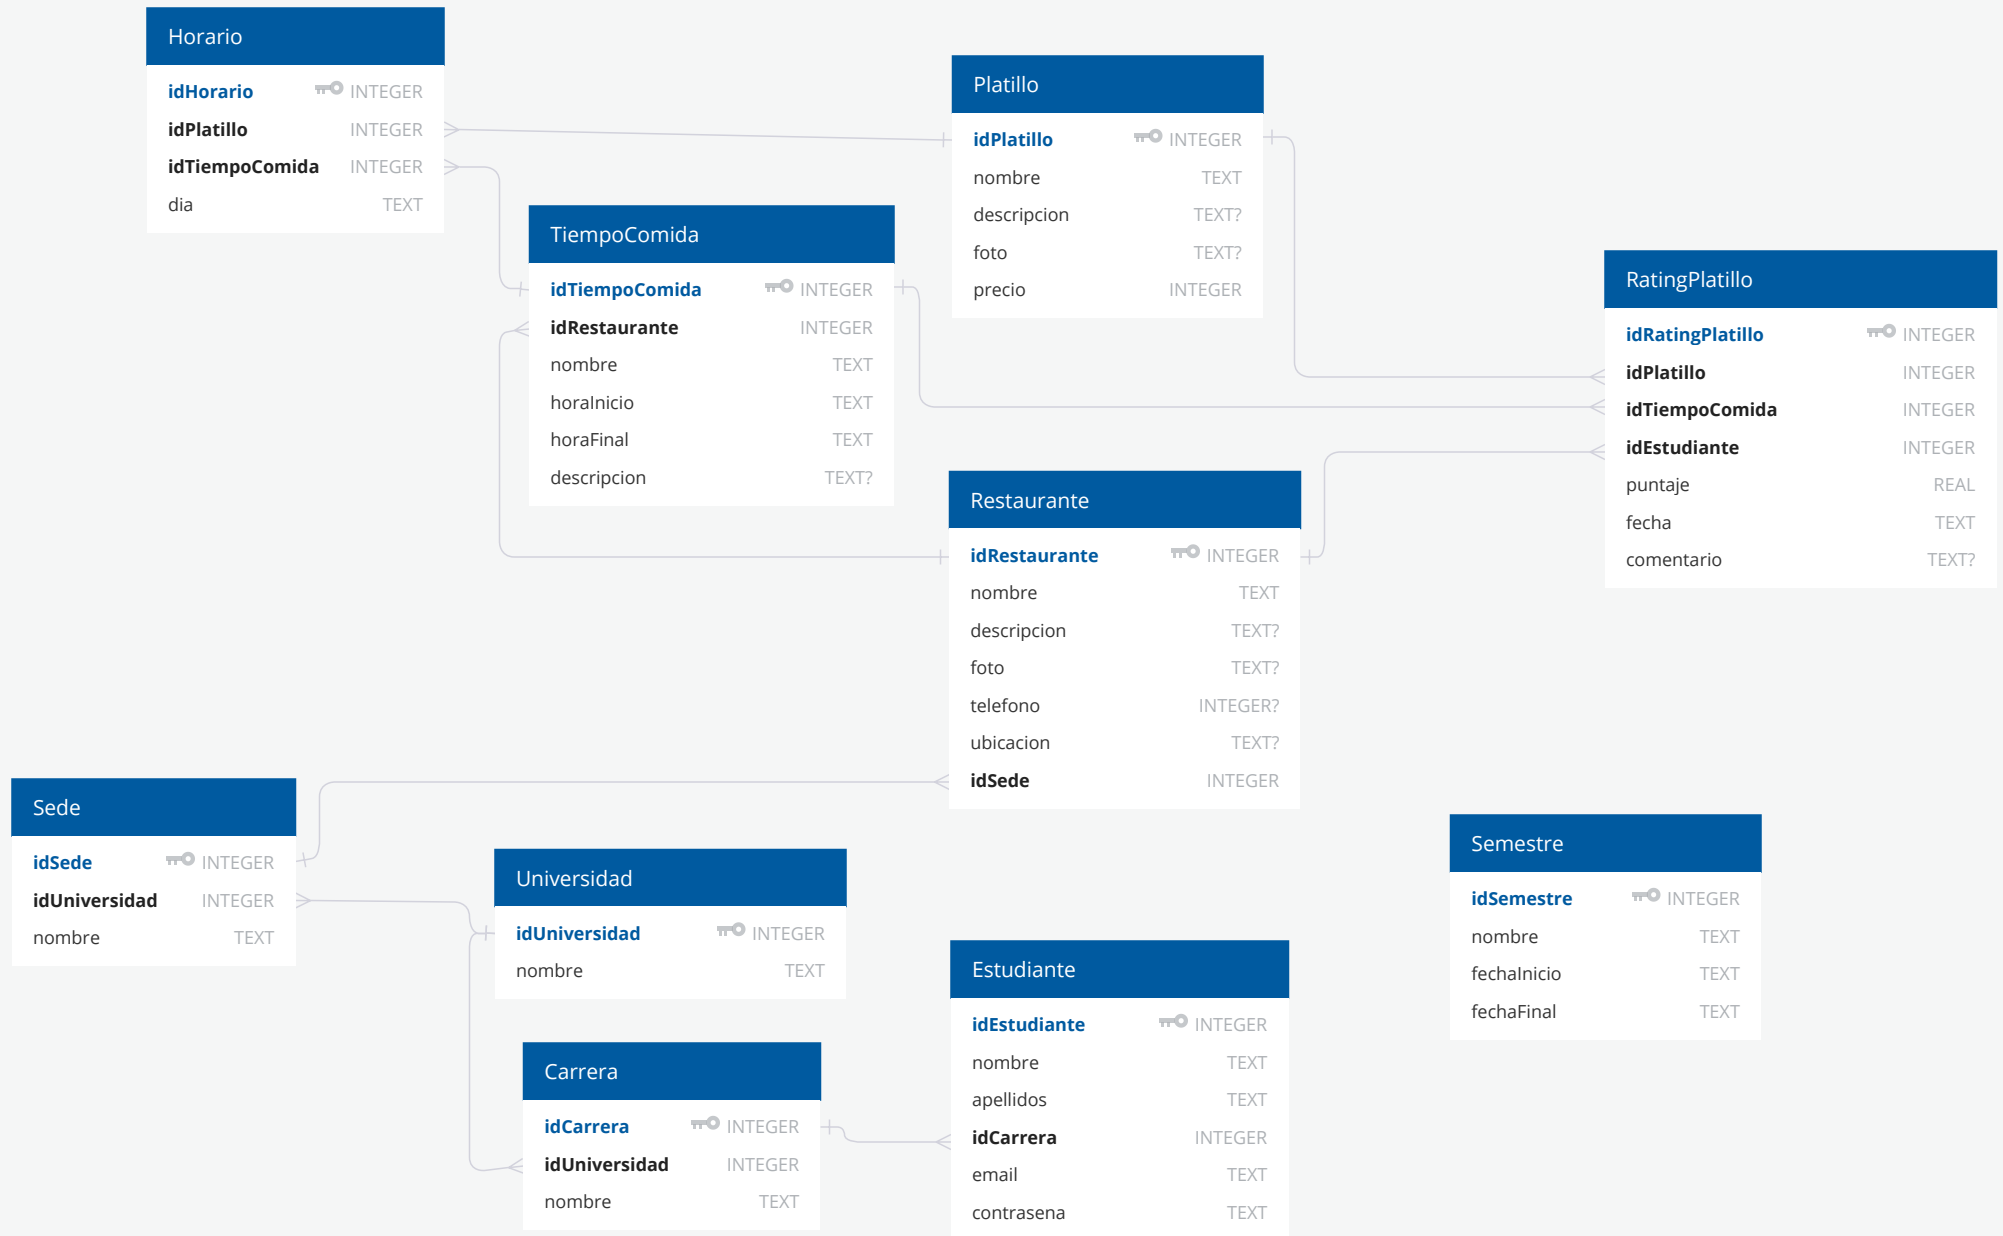 Horario
idHorario INTEGER
idPlatillo INTEGER
idTiempoComida INTEGER
dia TEXT
Platillo
idPlatillo INTEGER
nombre TEXT
descripcion TEXT?
foto TEXT?
precio INTEGER
TiempoComida
idTiempoComida INTEGER
idRestaurante INTEGER
nombre TEXT
horaInicio TEXT
horaFinal TEXT
descripcion TEXT?
RatingPlatillo
idRatingPlatillo INTEGER
idPlatillo INTEGER
idTiempoComida INTEGER
idEstudiante INTEGER
puntaje REAL
fecha TEXT
comentario TEXT?
Restaurante
idRestaurante INTEGER
nombre TEXT
descripcion TEXT?
foto TEXT?
telefono INTEGER?
ubicacion TEXT?
idSede INTEGER
Sede
idSede INTEGER
idUniversidad INTEGER
nombre TEXT
Universidad
idUniversidad INTEGER
nombre TEXT
Semestre
idSemestre INTEGER
nombre TEXT
fechaInicio TEXT
fechaFinal TEXT
Estudiante
idEstudiante INTEGER
nombre TEXT
apellidos TEXT
idCarrera INTEGER
email TEXT
contrasena TEXT
Carrera
idCarrera INTEGER
idUniversidad INTEGER
nombre TEXT